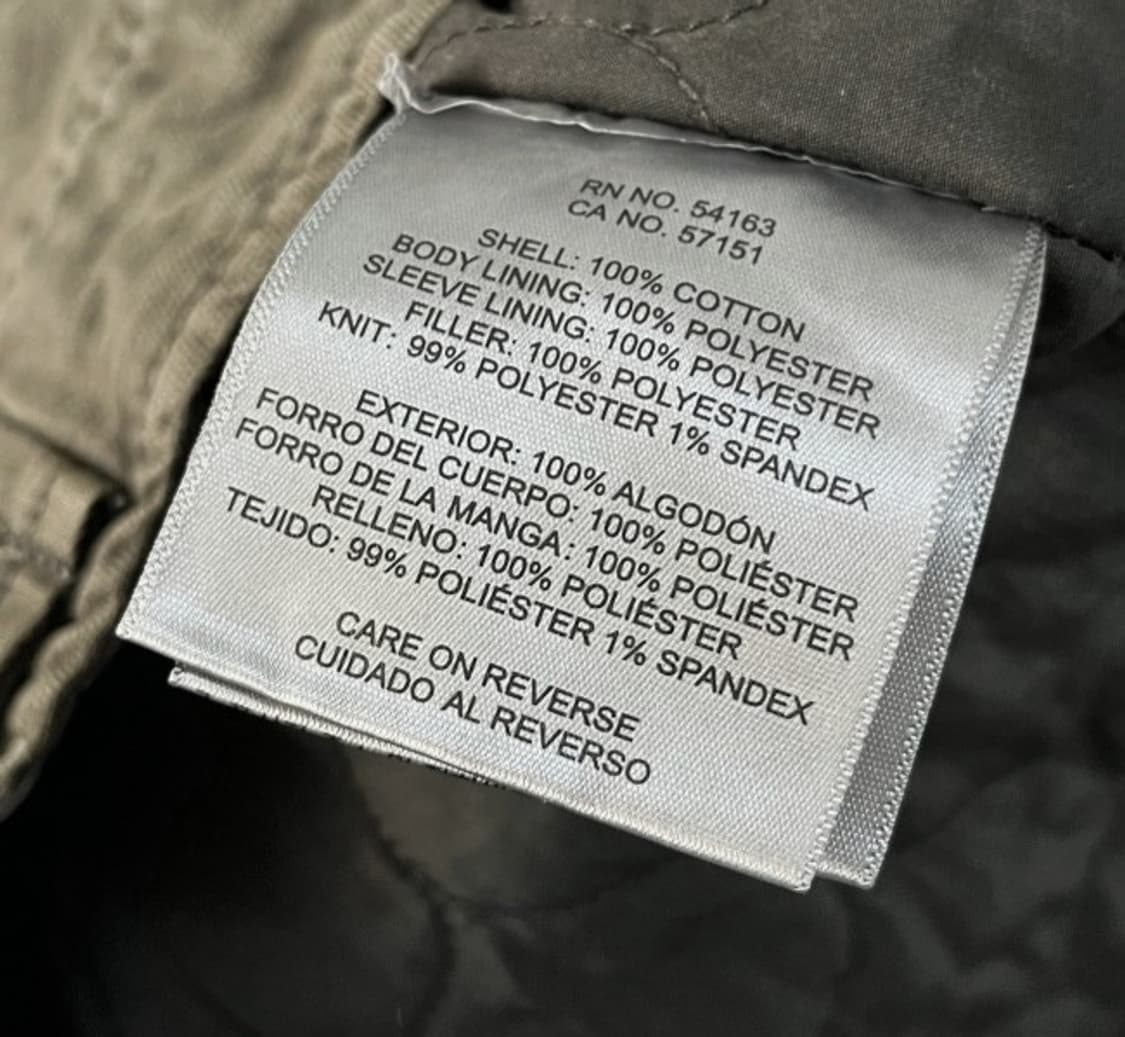 RN NO. 54163
CA NO. 57151
SHELL: 100% COTTON
BODY LINING: 100% POLYESTER
SLEEVE LINING: 100% POLYESTER
FILLER: 100% POLYESTER
KNIT: 99% POLYESTER 1% SPANDEX
EXTERIOR: 100% ALGODÓN
FORRO DEL CUERPO: 100% POLIÉSTER
FORRO DE LA MANGA: 100% POLIÉSTER
RELLENO: 100% POLIÉSTER
TEJIDO: 99% POLIÉSTER 1% SPANDEX
CARE ON REVERSE
CUIDADO AL REVERSO